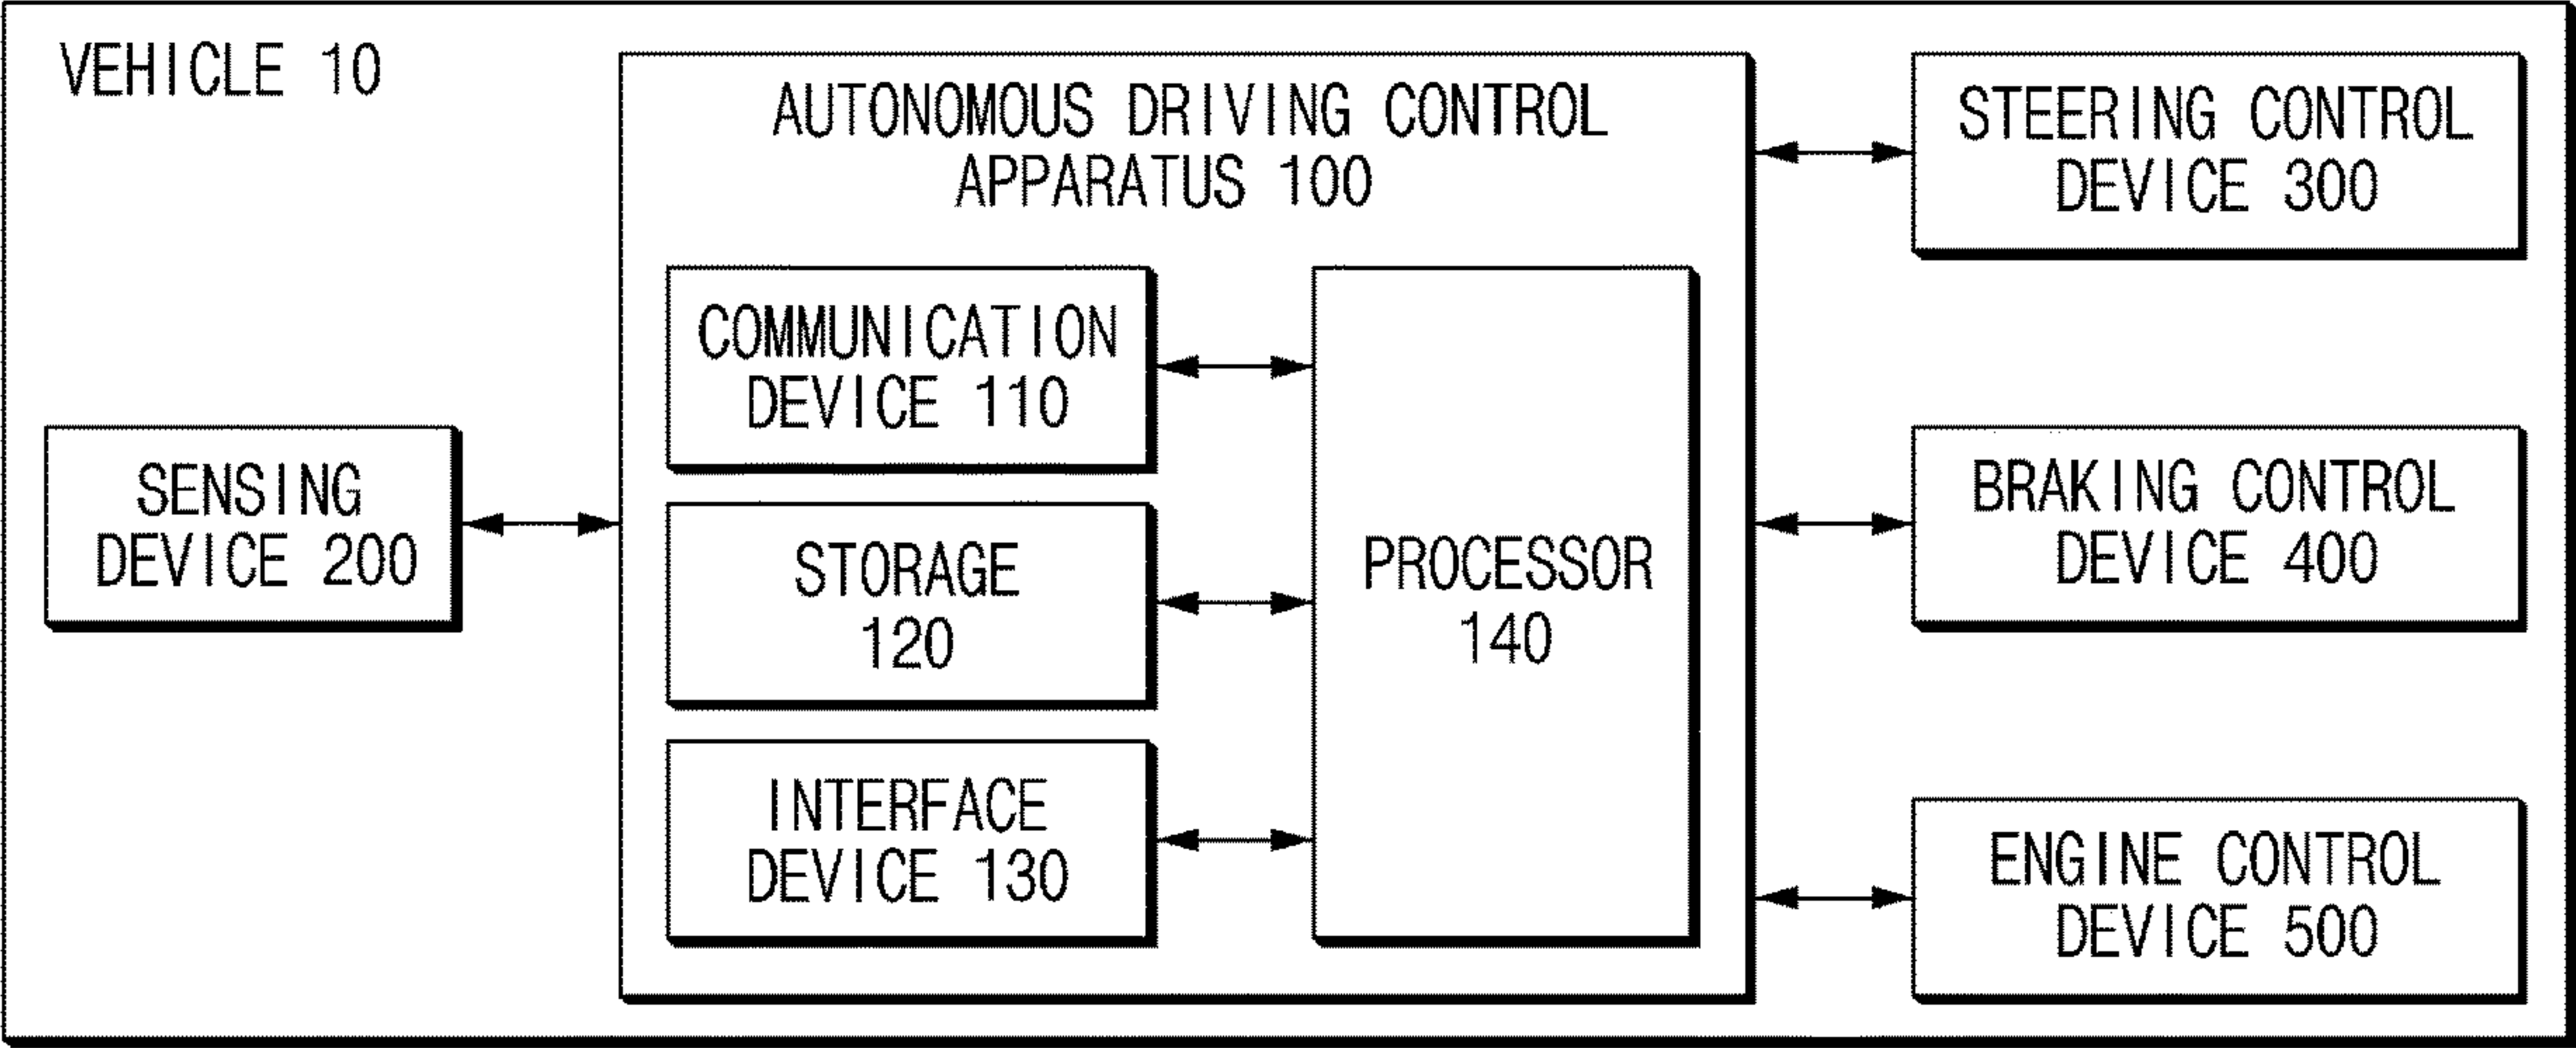 VEHICLE 10
AUTONOMOUS DRIVING CONTROL
APPARATUS 100
SENSING
DEVICE 200
COMMUNICATION
DEVICE 110
STORAGE
120
INTERFACE
DEVICE 130
PROCESSOR
140
STEERING CONTROL
DEVICE 300
BRAKING CONTROL
DEVICE 400
ENGINE CONTROL
DEVICE 500